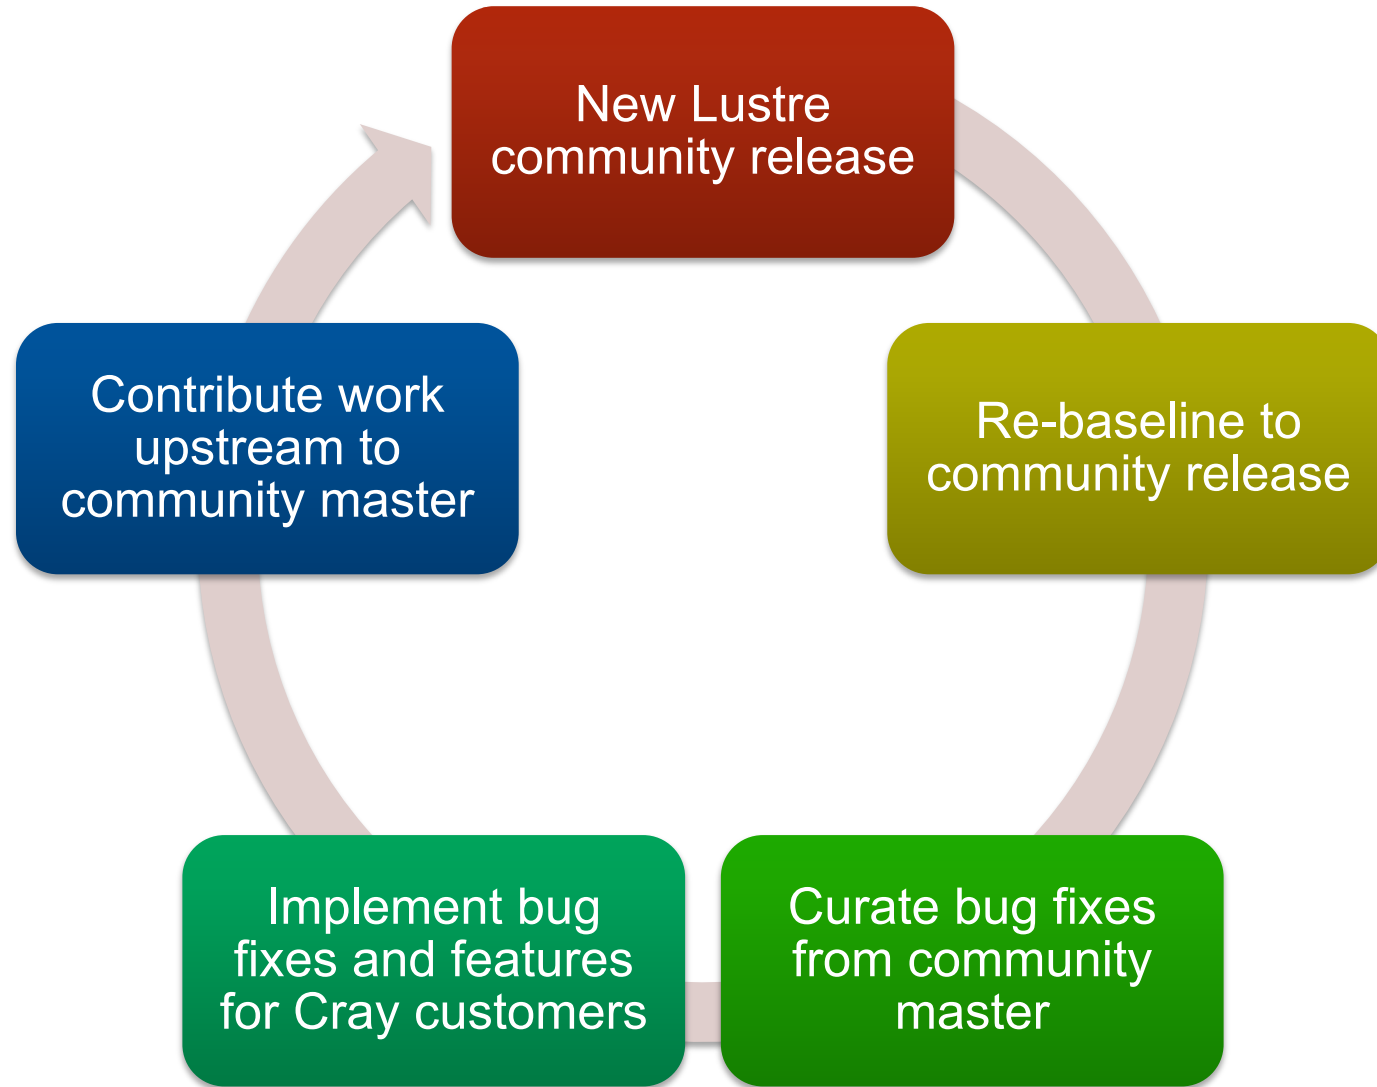 New Lustre
community release
Re-baseline to
community release
Curate bug fixes
from community
master
Implement bug
fixes and features
for Cray customers
Contribute work
upstream to
community master